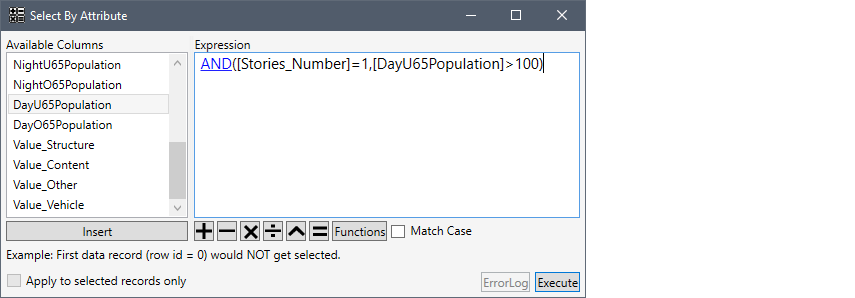 Select By Attribute
Available Columns
Expression
NightU65Population
NightO65Population
DayU65Population
DayO65Population
Value_Structure
Value_Content
Value_Other
Value_Vehicle
AND([Stories_Number]=1,[DayU65Population]>100)
Insert
Functions
Match Case
Example: First data record (row id = 0) would NOT get selected.
Apply to selected records only
ErrorLog
Execute